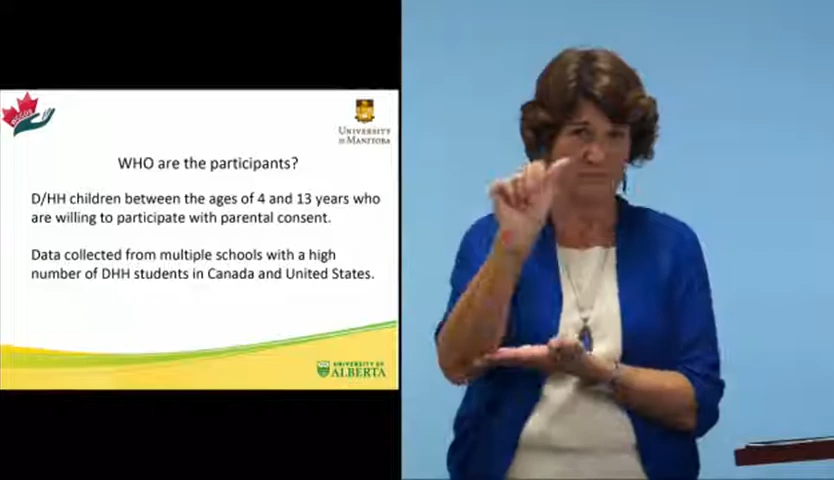 UNIVERSITY
OF MANITOBA
WHO are the participants?
D/HH children between the ages of 4 and 13 years who
are willing to participate with parental consent.
Data collected from multiple schools with a high
number of DHH students in Canada and United States.
UNIVERSITY OF
ALBERTA